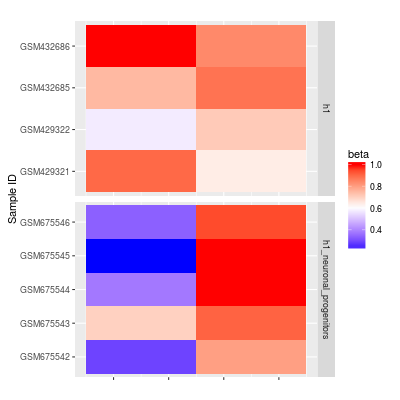 GSM432686
GSM432685
GSM429322
GSM429321
h1
GSM675546
GSM675545
GSM675544
GSM675543
GSM675542
h1_neuronal_progenitors
Sample ID
beta
1.0
0.8
0.6
0.4